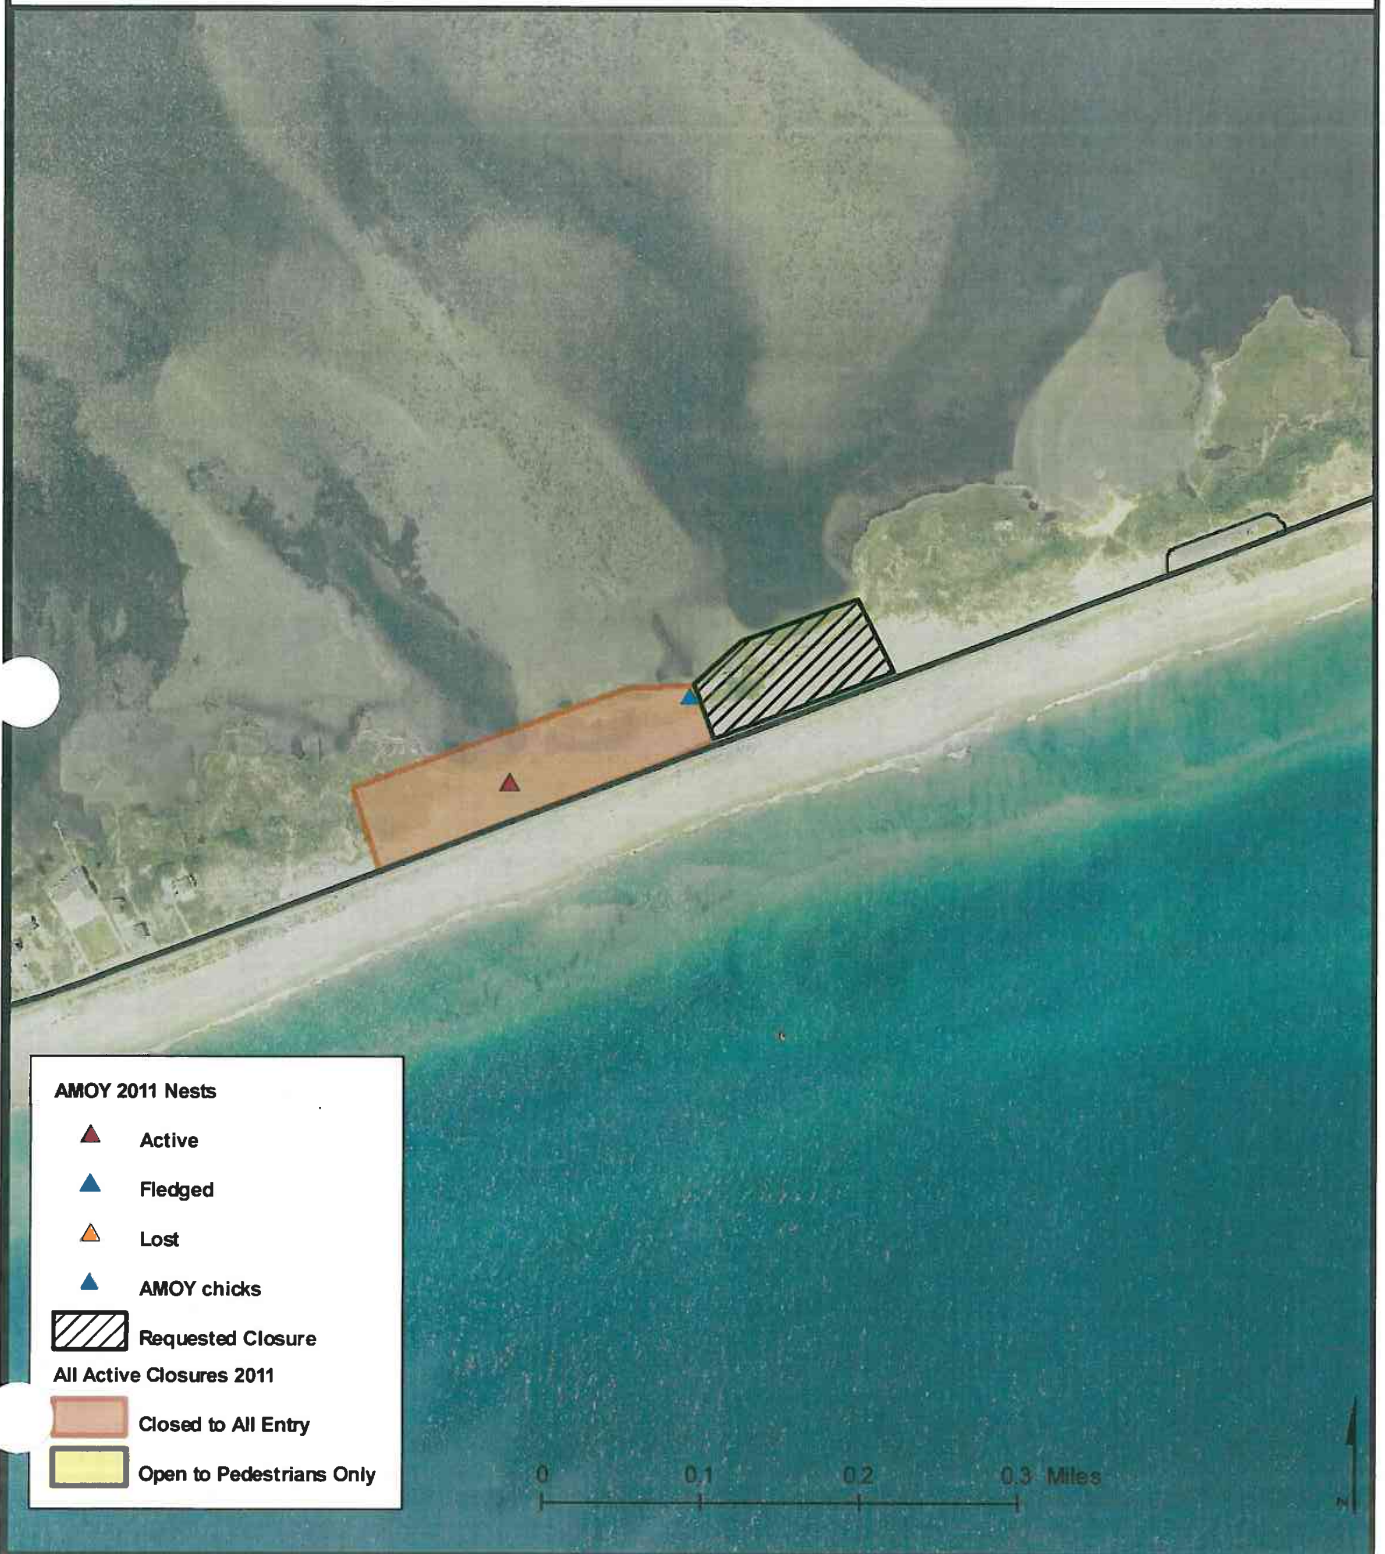 AMOY 2011 Nests
Active
Fledged
Lost
AMOY chicks
Requested Closure
All Active Closures 2011
Closed to All Entry
Open to Pedestrians Only
0 0.1 0.2 0.3 Miles
N